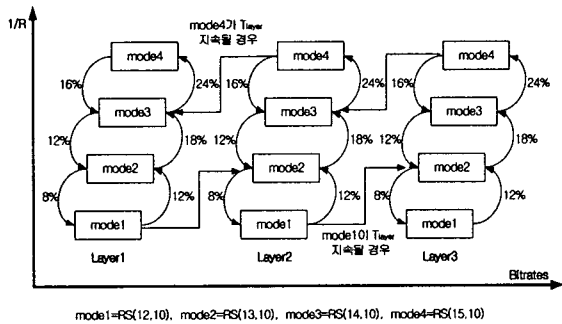 1/R
mode4가 Tlayer
지속될 경우
mode4
mode4
mode4
16%
24%
16%
24%
16%
24%
mode3
mode3
mode3
12%
18%
12%
18%
12%
18%
mode2
mode2
mode2
8%
12%
8%
12%
8%
12%
mode1
mode1
mode1
mode1이 Tlayer
지속될 경우
Layer1
Layer2
Layer3
Bitrates
mode1=RS(12,10), mode2=RS(13,10), mode3=RS(14,10), mode4=RS(15,10)